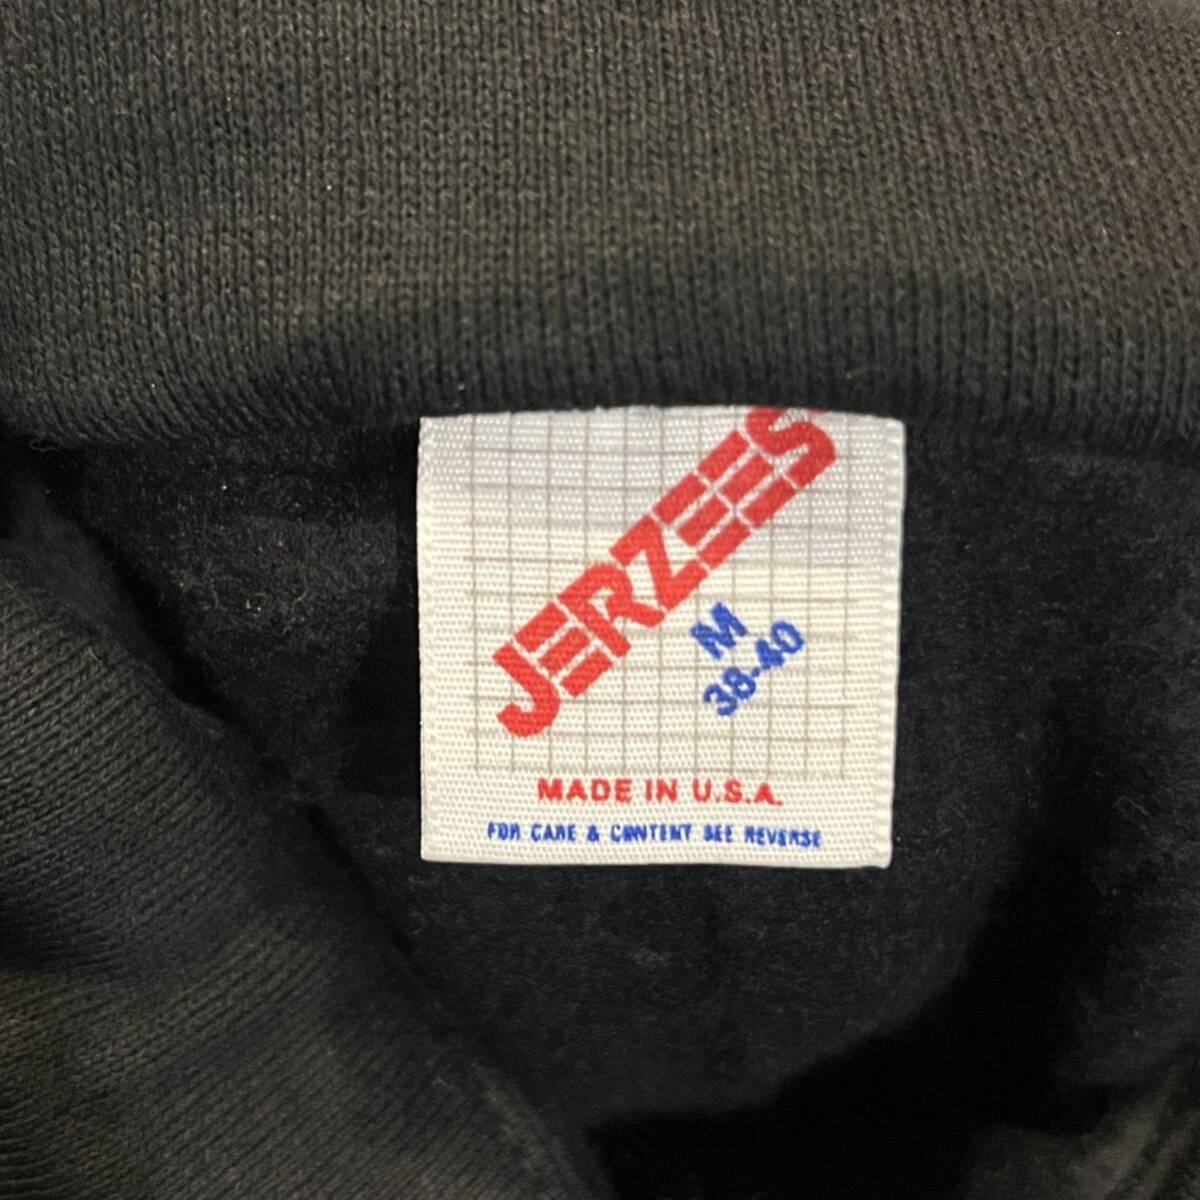 JERZEES
M
38-40
MADE IN U.S.A.
FOR CARE & CONTENT SEE REVERSE